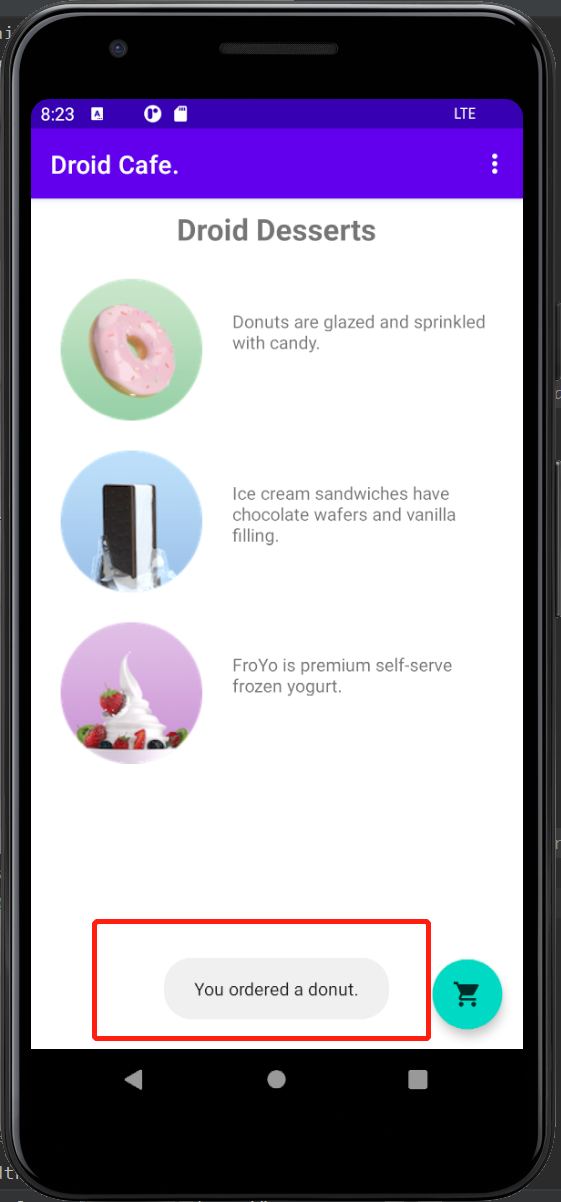 8:23
LTE
Droid Cafe.
Droid Desserts
Donuts are glazed and sprinkled
with candy.
Ice cream sandwiches have
chocolate wafers and vanilla
filling.
FroYo is premium self-serve
frozen yogurt.
You ordered a donut.